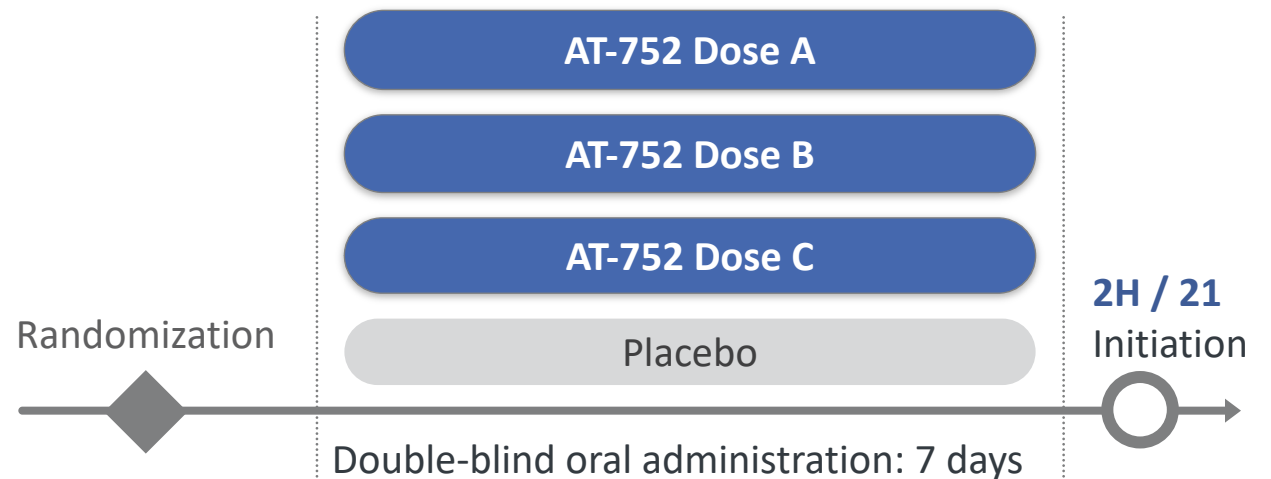 AT-752 Dose A
AT-752 Dose B
AT-752 Dose C
2H / 21
Initiation
Randomization
Placebo
Double-blind oral administration: 7 days